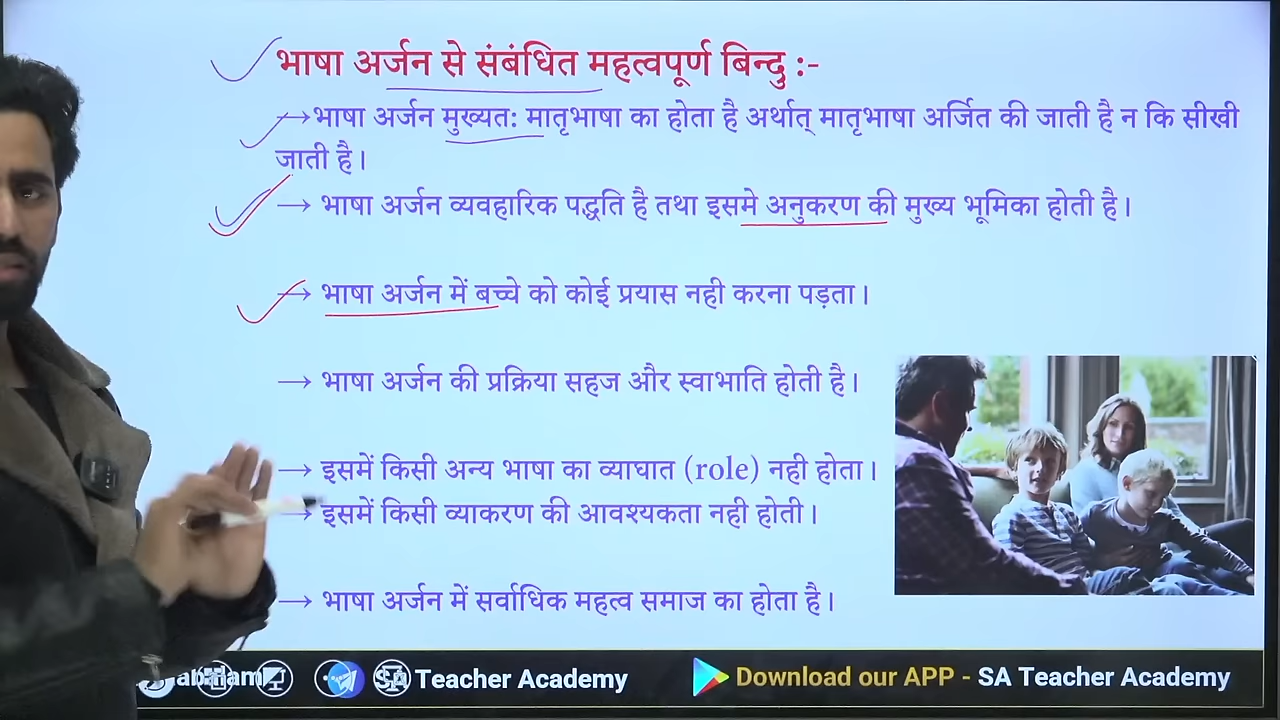 भाषा अर्जन से संबंधित महत्वपूर्ण बिन्दु :-
→भाषा अर्जन मुख्यत: मातृभाषा का होता है अर्थात् मातृभाषा अर्जित की जाती है न कि सीखी
जाती है।
→ भाषा अर्जन व्यवहारिक पद्धति है तथा इसमे अनुकरण की मुख्य भूमिका होती है।
→ भाषा अर्जन में बच्चे को कोई प्रयास नही करना पड़ता।
→ भाषा अर्जन की प्रक्रिया सहज और स्वाभाति होती है।
→ इसमें किसी अन्य भाषा का व्याघात (role) नही होता।
→ इसमें किसी व्याकरण की आवश्यकता नही होती।
→ भाषा अर्जन में सर्वाधिक महत्व समाज का होता है।
SA Teacher Academy
Download our APP - SA Teacher Academy